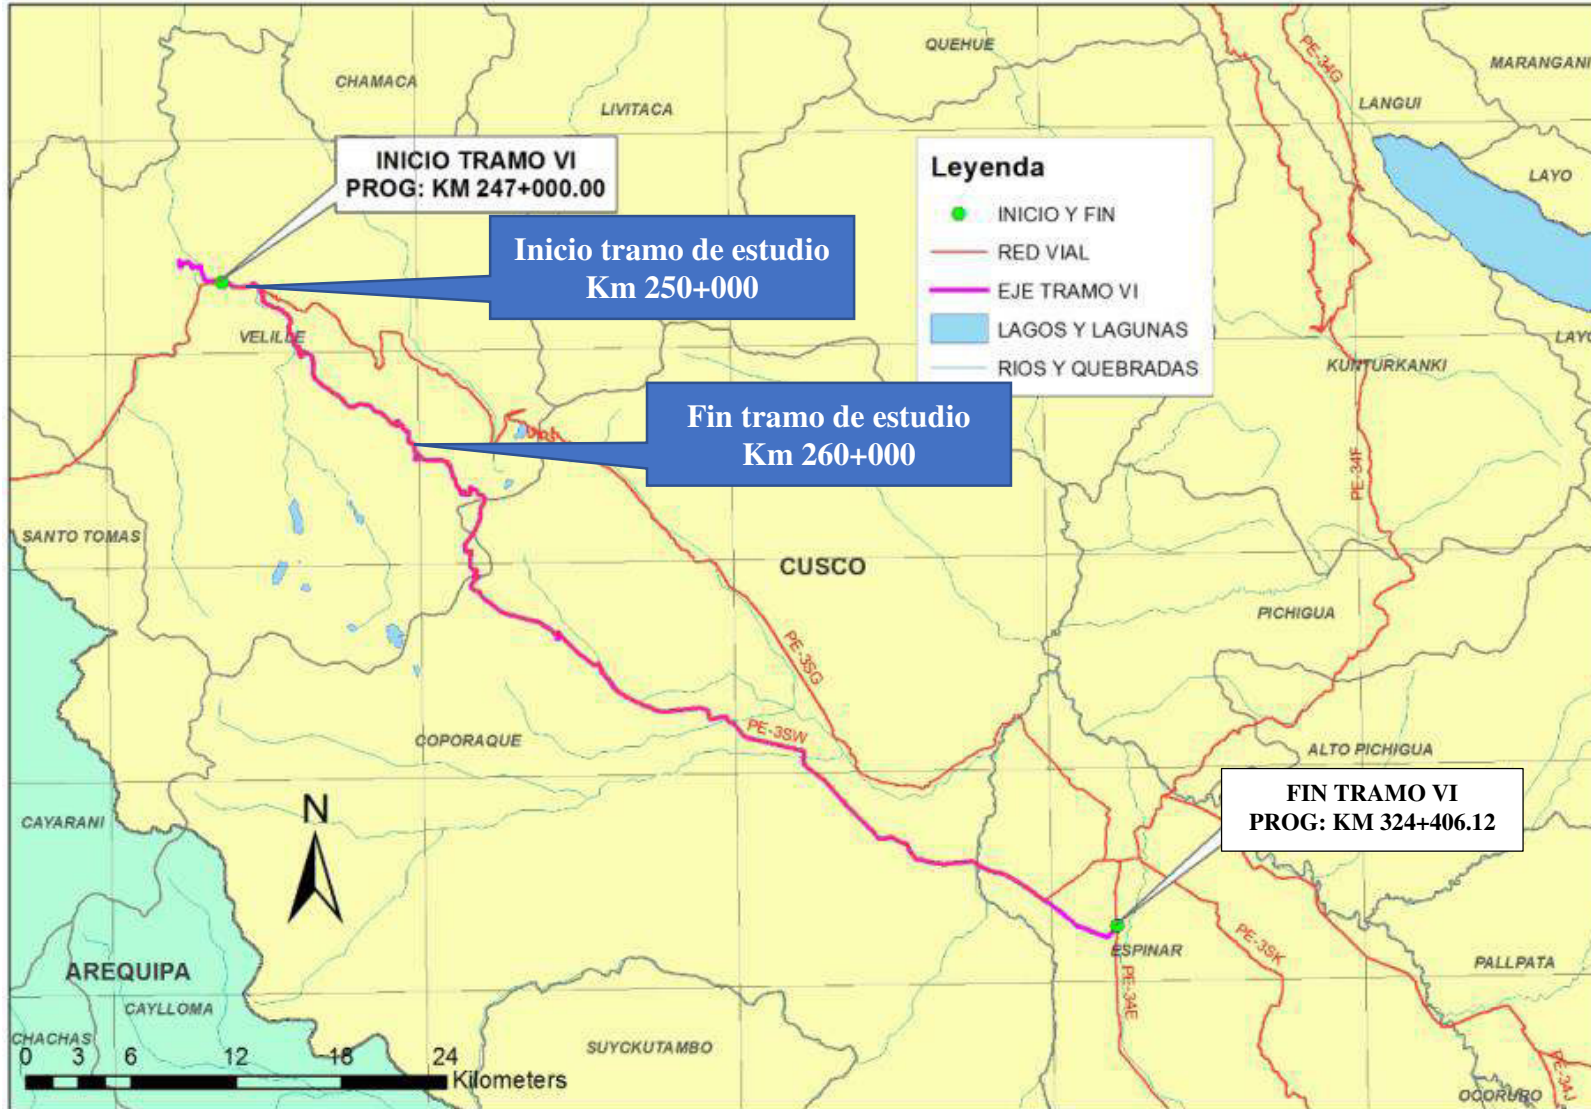 QUEHUE
PE-34G
MARANGANI
CHAMACA
LIVITACA
LANGUI
INICIO TRAMO VI
PROG: KM 247+000.00
Leyenda
INICIO Y FIN
RED VIAL
EJE TRAMO VI
LAGOS Y LAGUNAS
RIOS Y QUEBRADAS
LAYO
Inicio tramo de estudio
Km 250+000
VELILLE
LAYO
KUNTURKANKI
Fin tramo de estudio
Km 260+000
PE-34F
SANTO TOMAS
CUSCO
PICHIGUA
PE-3SG
COPORAQUE
PE-3SW
ALTO PICHIGUA
FIN TRAMO VI
PROG: KM 324+406.12
CAYARANI
N
ESPINAR
PE-3SK
PALLPATA
AREQUIPA
PE-34E
CAYLLOMA
CHACHAS
SUYCKUTAMBO
0 3 6 12 18 24
Kilometers
PE-34J
OCORURO